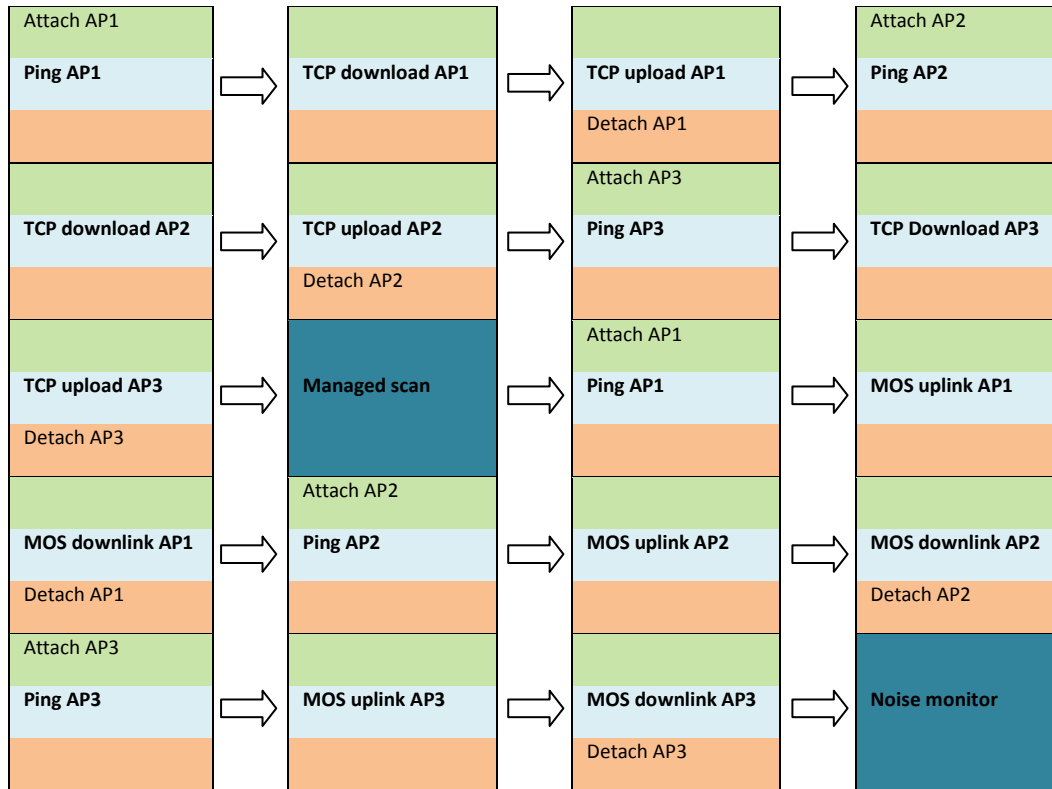 Attach AP1
Attach AP2
Ping AP1
TCP download AP1
TCP upload AP1
Ping AP2
Detach AP1
Attach AP3
TCP download AP2
TCP upload AP2
Ping AP3
TCP Download AP3
Detach AP2
Attach AP1
TCP upload AP3
Managed scan
Ping AP1
MOS uplink AP1
Detach AP3
Attach AP2
MOS downlink AP1
Ping AP2
MOS uplink AP2
MOS downlink AP2
Detach AP1
Detach AP2
Attach AP3
Ping AP3
MOS uplink AP3
MOS downlink AP3
Noise monitor
Detach AP3